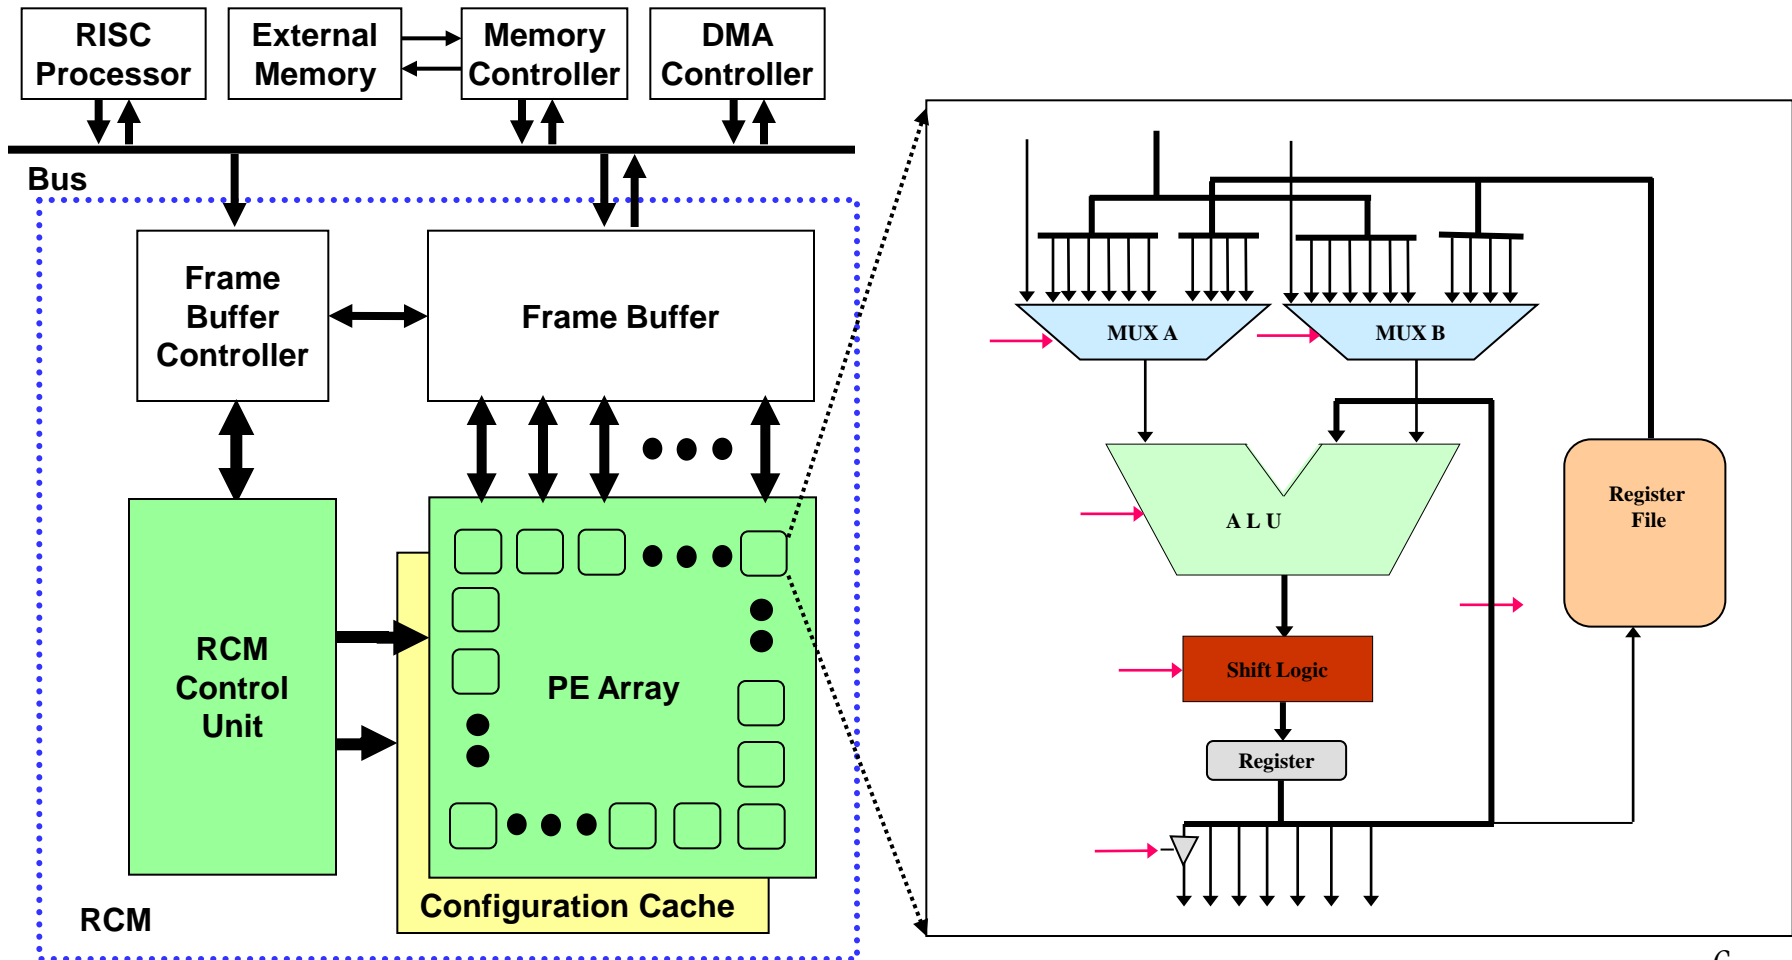 RISC
Processor
External
Memory
Memory
Controller
DMA
Controller
Bus
Frame
Buffer
Controller
Frame Buffer
RCM
Control
Unit
PE Array
Configuration Cache
RCM
MUX A
MUX B
A L U
Register
File
Shift Logic
Register